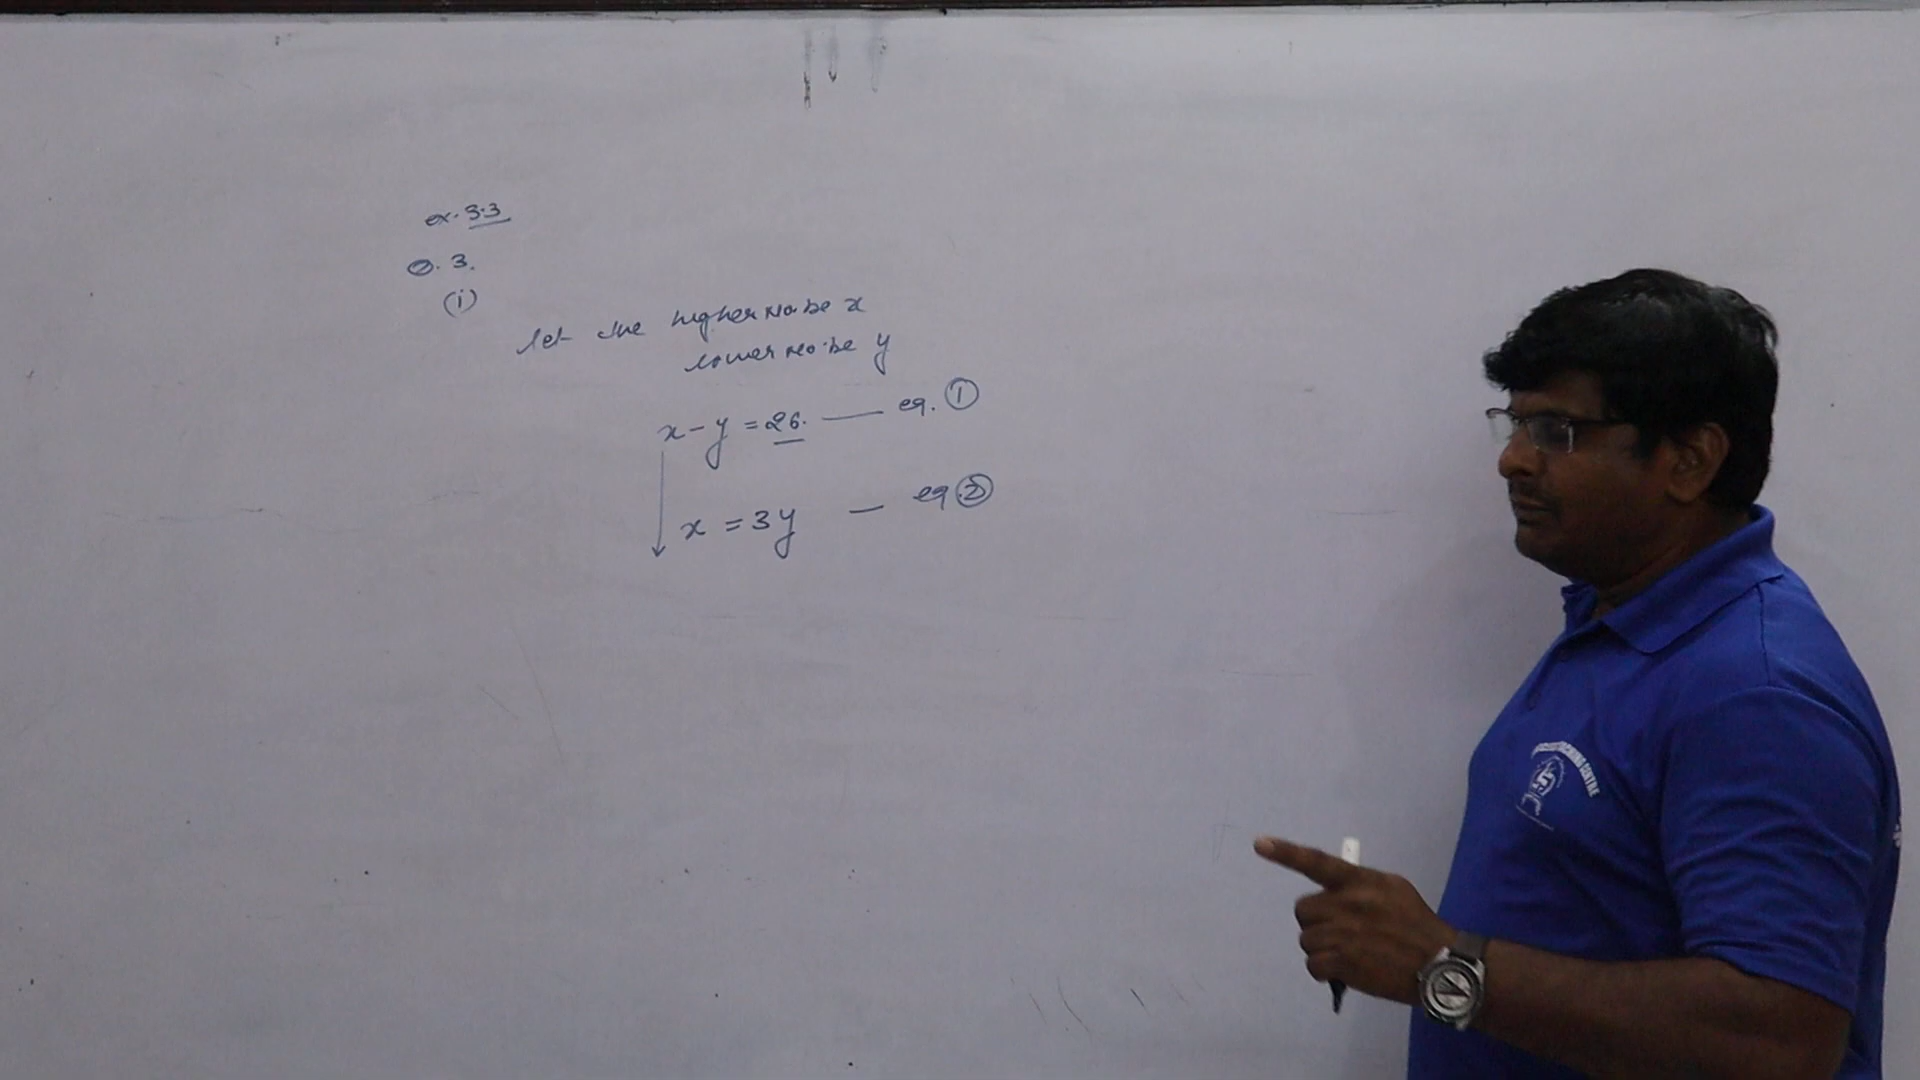 ex. 3.3
Q. 3.
(i)
let the higher No. be x
lower No. be y
x - y = 26. — eq. ①
x = 3y — eq ②